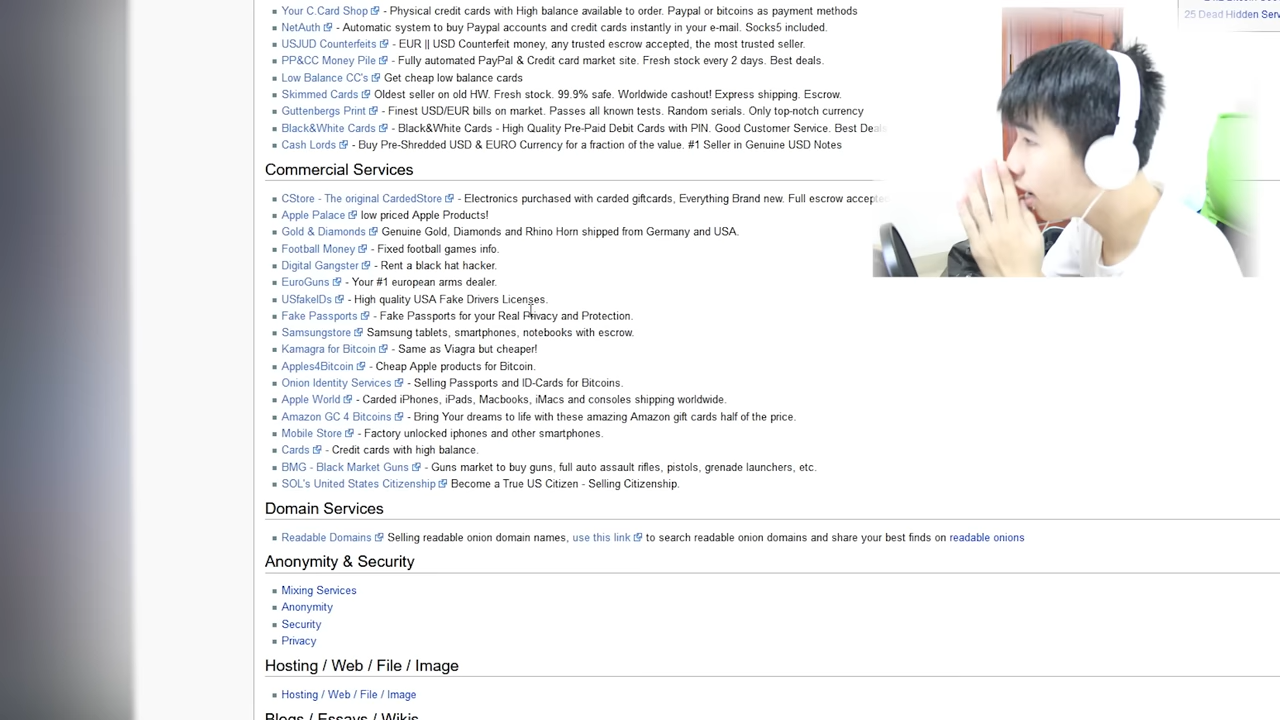 25 Dead Hidden Serv
Your C.Card Shop - Physical credit cards with High balance available to order. Paypal or bitcoins as payment methods
NetAuth - Automatic system to buy Paypal accounts and credit cards instantly in your e-mail. Socks5 included.
USJUD Counterfeits - EUR || USD Counterfeit money, any trusted escrow accepted, the most trusted seller.
PP&CC Money Pile - Fully automated PayPal & Credit card market site. Fresh stock every 2 days. Best deals.
Low Balance CC's Get cheap low balance cards
Skimmed Cards Oldest seller on old HW. Fresh stock. 99.9% safe. Worldwide cashout! Express shipping. Escrow.
Guttenbergs Print - Finest USD/EUR bills on market. Passes all known tests. Random serials. Only top-notch currency
Black&White Cards - Black&White Cards - High Quality Pre-Paid Debit Cards with PIN. Good Customer Service. Best Deals
Cash Lords - Buy Pre-Shredded USD & EURO Currency for a fraction of the value. #1 Seller in Genuine USD Notes
Commercial Services
CStore - The original CardedStore - Electronics purchased with carded giftcards, Everything Brand new. Full escrow accepte
Apple Palace low priced Apple Products!
Gold & Diamonds Genuine Gold, Diamonds and Rhino Horn shipped from Germany and USA.
Football Money - Fixed football games info.
Digital Gangster - Rent a black hat hacker.
EuroGuns - Your #1 european arms dealer.
USfakeIDs - High quality USA Fake Drivers Licenses.
Fake Passports - Fake Passports for your Real Privacy and Protection.
Samsungstore Samsung tablets, smartphones, notebooks with escrow.
Kamagra for Bitcoin - Same as Viagra but cheaper!
Apples4Bitcoin - Cheap Apple products for Bitcoin.
Onion Identity Services - Selling Passports and ID-Cards for Bitcoins.
Apple World - Carded iPhones, iPads, Macbooks, iMacs and consoles shipping worldwide.
Amazon GC 4 Bitcoins - Bring Your dreams to life with these amazing Amazon gift cards half of the price.
Mobile Store - Factory unlocked iphones and other smartphones.
Cards - Credit cards with high balance.
BMG - Black Market Guns - Guns market to buy guns, full auto assault rifles, pistols, grenade launchers, etc.
SOL's United States Citizenship Become a True US Citizen - Selling Citizenship.
Domain Services
Readable Domains Selling readable onion domain names, use this link to search readable onion domains and share your best finds on readable onions
Anonymity & Security
Mixing Services
Anonymity
Security
Privacy
Hosting / Web / File / Image
Hosting / Web / File / Image
Blogs / Essays / Wikis